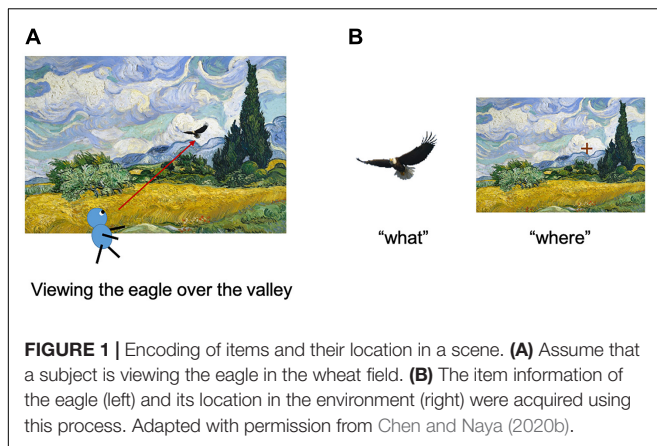 A
B
Viewing the eagle over the valley
“what”
“where”
FIGURE 1 | Encoding of items and their location in a scene. (A) Assume that
a subject is viewing the eagle in the wheat field. (B) The item information of
the eagle (left) and its location in the environment (right) were acquired using
this process. Adapted with permission from Chen and Naya (2020b).